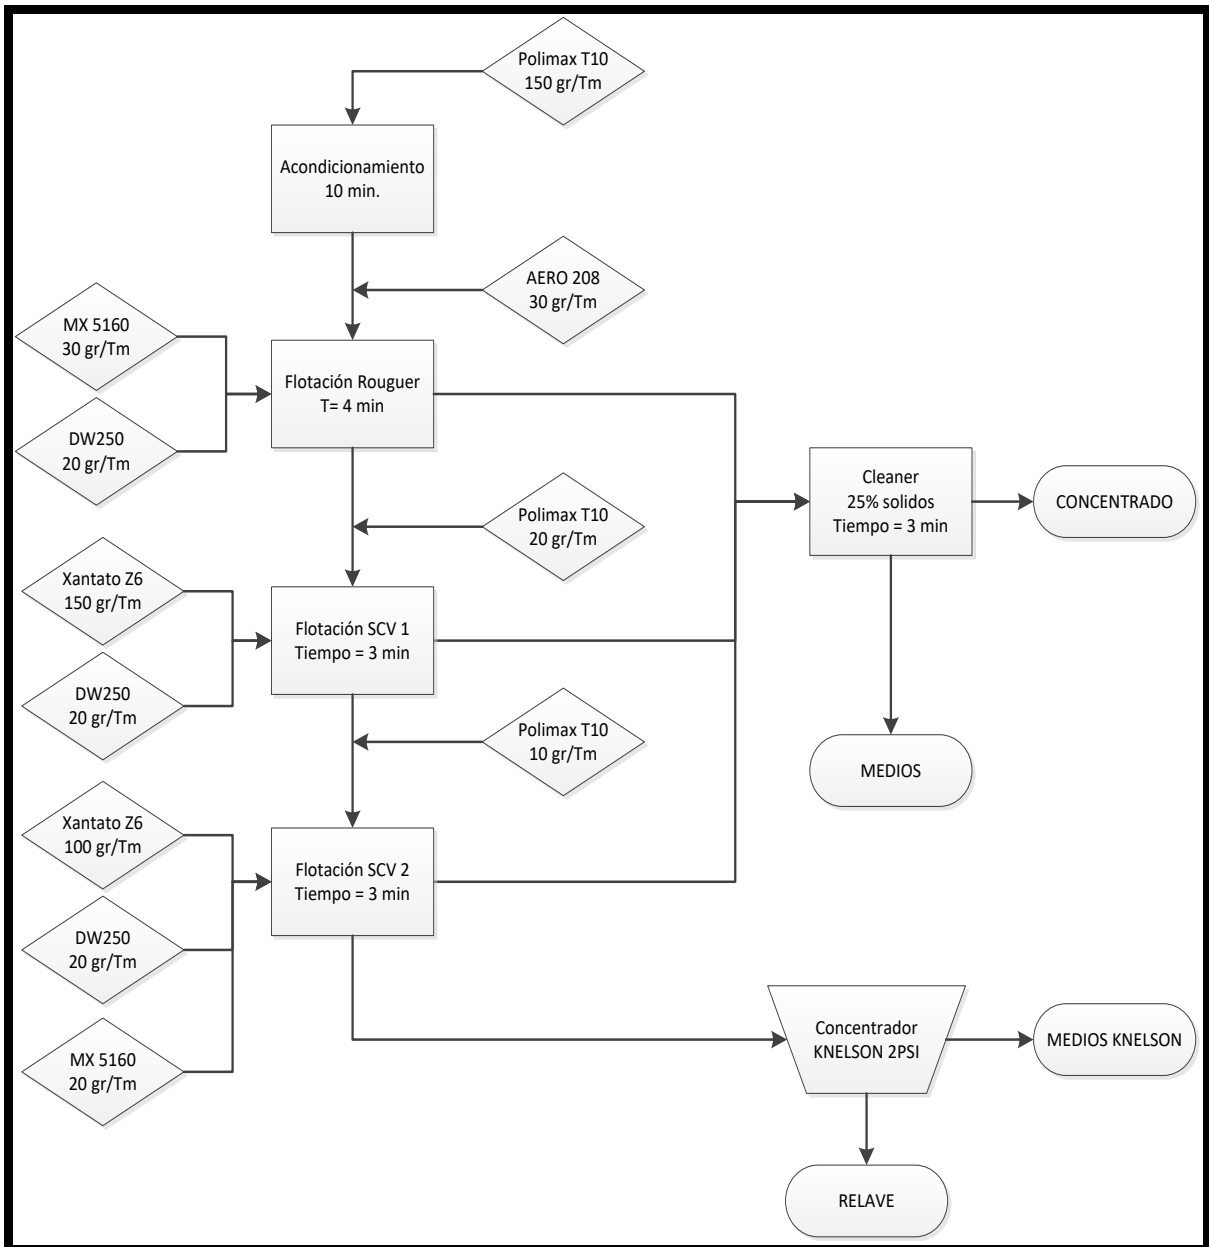 Polimax T10
150 gr/Tm
Acondicionamiento
10 min.
AERO 208
30 gr/Tm
MX 5160
30 gr/Tm
Flotación Rouguer
T= 4 min
DW250
20 gr/Tm
Cleaner
25% solidos
Tiempo = 3 min
CONCENTRADO
Polimax T10
20 gr/Tm
Xantato Z6
150 gr/Tm
Flotación SCV 1
Tiempo = 3 min
DW250
20 gr/Tm
Polimax T10
10 gr/Tm
MEDIOS
Xantato Z6
100 gr/Tm
Flotación SCV 2
Tiempo = 3 min
DW250
20 gr/Tm
MX 5160
20 gr/Tm
Concentrador
KNELSON 2PSI
MEDIOS KNELSON
RELAVE